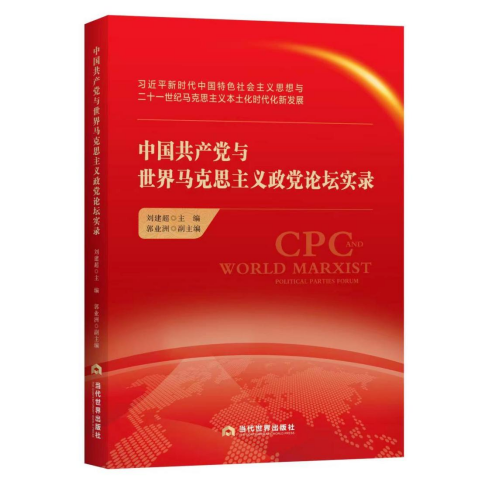 习近平新时代中国特色社会主义思想与
二十一世纪马克思主义本土化时代化新发展
中国共产党与
世界马克思主义政党论坛实录
刘建超◎主 编
郭业洲◎副主编
CPC AND
WORLD MARXIST
POLITICAL PARTIES FORUM
当代世界出版社
中国共产党与世界马克思主义政党论坛实录
刘建超◎主 编 郭业洲◎副主编
当代世界出版社